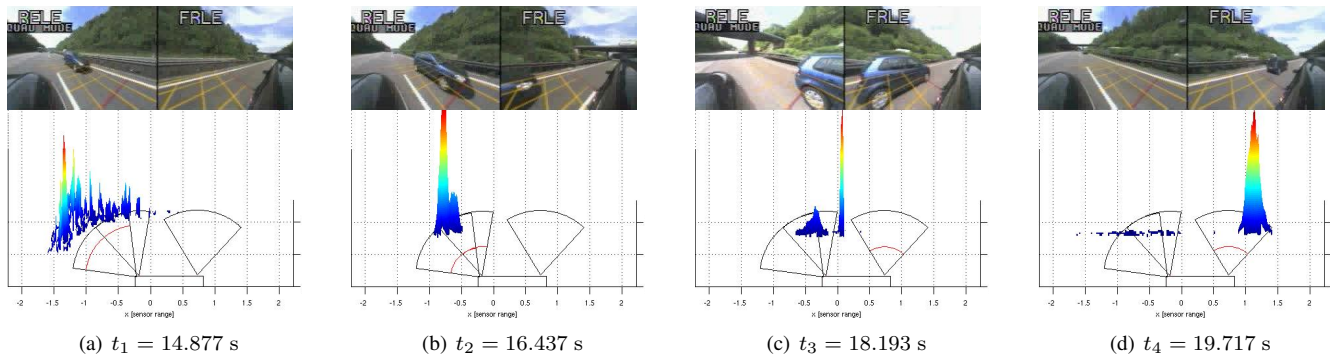 RELE FRLE RELE FRLE RELE FRLE RELE FRLE
QUAD MODE QUAD MODE QUAD MODE QUAD MODE
-2 -1.5 -1 -0.5 0 0.5 1 1.5 2 -2 -1.5 -1 -0.5 0 0.5 1 1.5 2 -2 -1.5 -1 -0.5 0 0.5 1 1.5 2 -2 -1.5 -1 -0.5 0 0.5 1 1.5 2
x [sensor range] x [sensor range] x [sensor range] x [sensor range]
(a) t₁ = 14.877 s (b) t₂ = 16.437 s (c) t₃ = 18.193 s (d) t₄ = 19.717 s